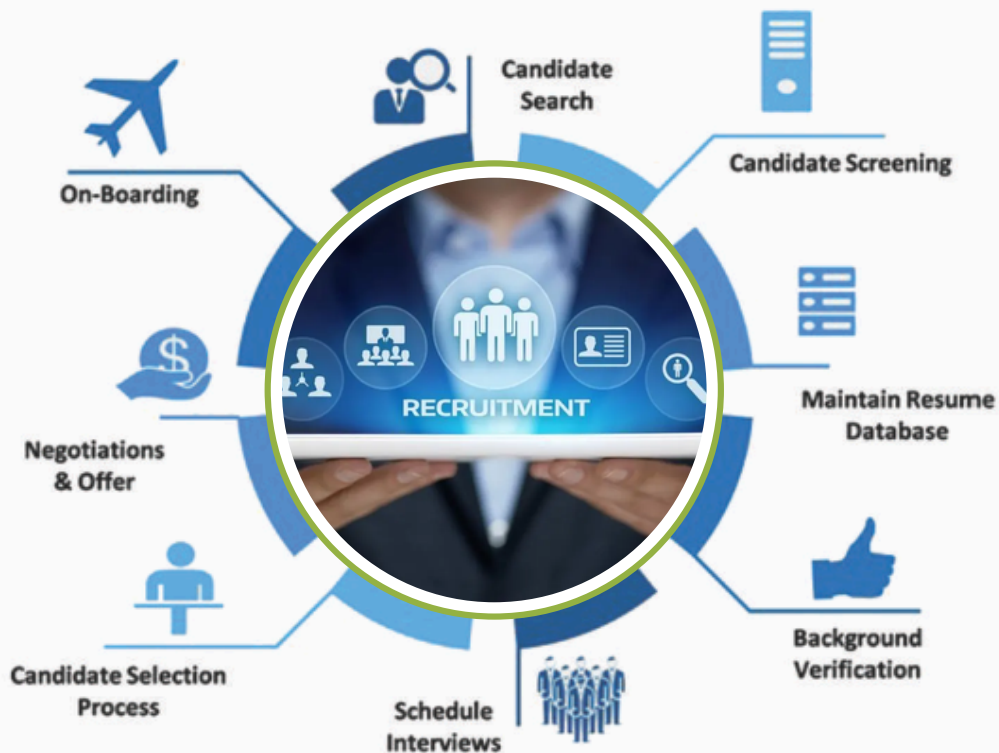 Candidate
Search
Candidate Screening
Maintain Resume
Database
Background
Verification
Schedule
Interviews
Candidate Selection
Process
Negotiations
& Offer
On-Boarding
$
RECRUITMENT